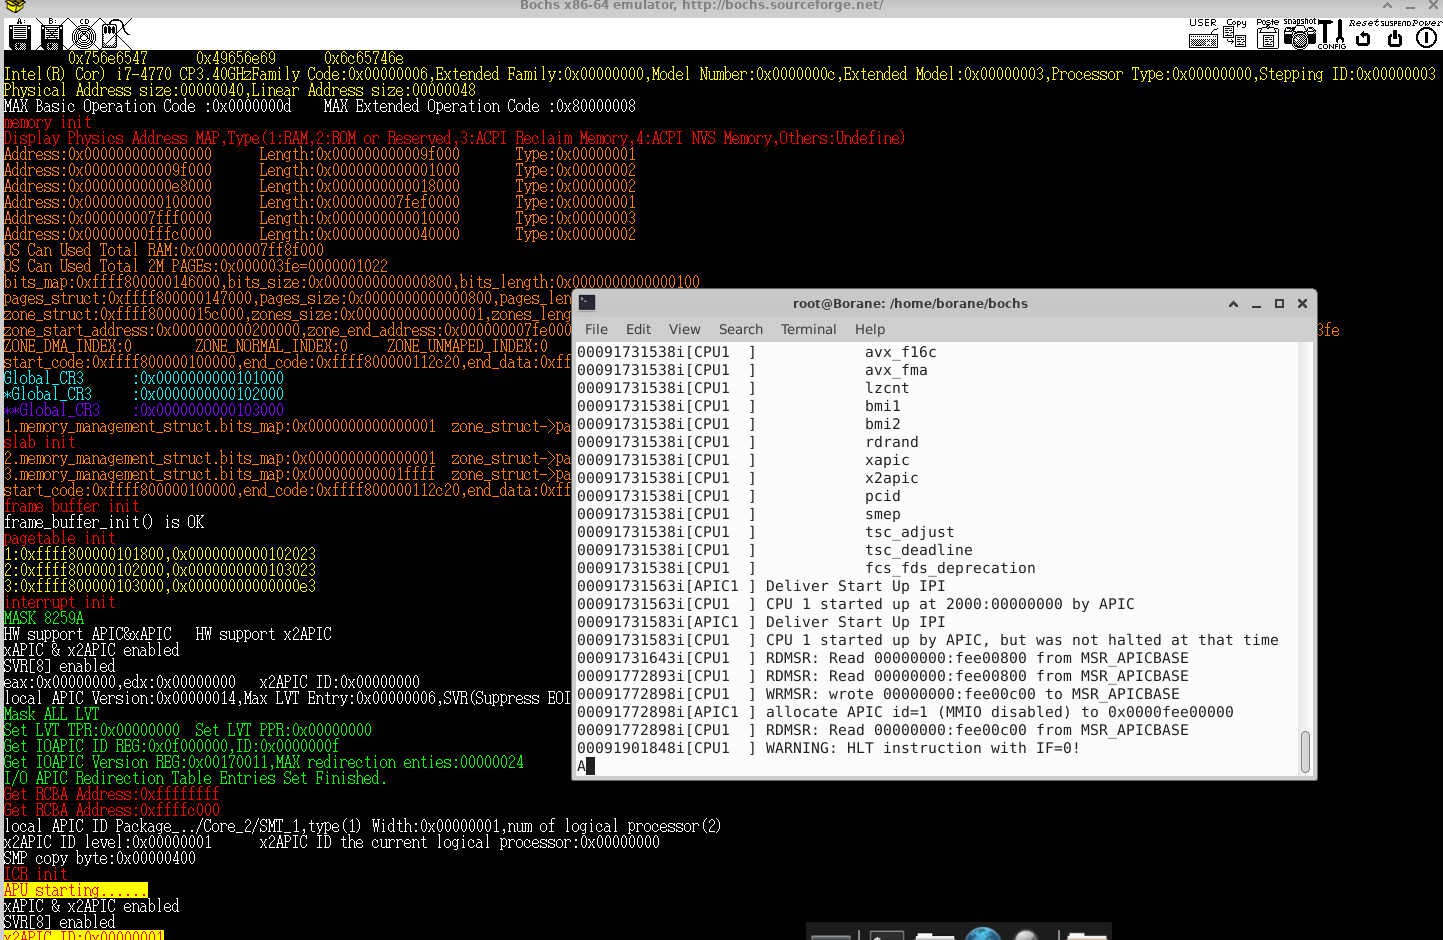 Bochs x86-64 emulator, http://bochs.sourceforge.net/
A: B: CD USER Copy Paste snapshot CONFIG Reset SUSPEND Power
0x756e6547 0x49656e69 0x6c65746e
Intel(R) Cor) i7-4770 CP3.40GHzFamily Code:0x00000006,Extended Family:0x00000000,Model Number:0x0000000c,Extended Model:0x00000003,Processor Type:0x00000000,Stepping ID:0x00000003
Physical Address size:00000040,Linear Address size:00000048
MAX Basic Operation Code :0x0000000d MAX Extended Operation Code :0x80000008
memory init
Display Physics Address MAP,Type(1:RAM,2:ROM or Reserved,3:ACPI Reclaim Memory,4:ACPI NVS Memory,Others:Undefine)
Address:0x0000000000000000 Length:0x000000000009f000 Type:0x00000001
Address:0x000000000009f000 Length:0x0000000000001000 Type:0x00000002
Address:0x00000000000e8000 Length:0x0000000000018000 Type:0x00000002
Address:0x0000000000100000 Length:0x000000007fef0000 Type:0x00000001
Address:0x000000007fff0000 Length:0x0000000000010000 Type:0x00000003
Address:0x00000000fffc0000 Length:0x0000000000040000 Type:0x00000002
OS Can Used Total RAM:0x000000007ff8f000
OS Can Used Total 2M PAGEs:0x000003fe=0000001022
bits_map:0xffff800000146000,bits_size:0x0000000000000800,bits_length:0x0000000000000100
pages_struct:0xffff800000147000,pages_size:0x0000000000000800,pages_len
zone_struct:0xffff80000015c000,zones_size:0x0000000000000001,zones_leng
zone_start_address:0x0000000000200000,zone_end_address:0x000000007fe000 3fe
ZONE_DMA_INDEX:0 ZONE_NORMAL_INDEX:0 ZONE_UNMAPED_INDEX:0
start_code:0xffff800000100000,end_code:0xffff800000112c20,end_data:0xff
Global_CR3 :0x0000000000101000
*Global_CR3 :0x0000000000102000
**Global_CR3 :0x0000000000103000
1.memory_management_struct.bits_map:0x0000000000000001 zone_struct->pa
slab init
2.memory_management_struct.bits_map:0x0000000000000001 zone_struct->pa
3.memory_management_struct.bits_map:0x000000000001ffff zone_struct->pa
start_code:0xffff800000100000,end_code:0xffff800000112c20,end_data:0xff
frame buffer init
frame_buffer_init() is OK
pagetable init
1:0xffff800000101800,0x0000000000102023
2:0xffff800000102000,0x0000000000103023
3:0xffff800000103000,0x00000000000000e3
interrupt init
MASK 8259A
HW support APIC&xAPIC HW support x2APIC
xAPIC & x2APIC enabled
SVR[8] enabled
eax:0x00000000,edx:0x00000000 x2APIC ID:0x00000000
local APIC Version:0x00000014,Max LVT Entry:0x00000006,SVR(Suppress EOI
Mask ALL LVT
Set LVT TPR:0x00000000 Set LVT PPR:0x00000000
Get IOAPIC ID REG:0x0f000000,ID:0x0000000f
Get IOAPIC Version REG:0x00170011,MAX redirection enties:00000024
I/O APIC Redirection Table Entries Set Finished.
Get RCBA Address:0xffffffff
Get RCBA Address:0xffffc000
local APIC ID Package_../Core_2/SMT_1,type(1) Width:0x00000001,num of logical processor(2)
x2APIC ID level:0x00000001 x2APIC ID the current logical processor:0x00000000
SMP copy byte:0x00000400
ICR init
APU starting......
xAPIC & x2APIC enabled
SVR[8] enabled
x2APIC ID:0x00000001
root@Borane: /home/borane/bochs
File Edit View Search Terminal Help
00091731538i[CPU1 ] avx_f16c
00091731538i[CPU1 ] avx_fma
00091731538i[CPU1 ] lzcnt
00091731538i[CPU1 ] bmi1
00091731538i[CPU1 ] bmi2
00091731538i[CPU1 ] rdrand
00091731538i[CPU1 ] xapic
00091731538i[CPU1 ] x2apic
00091731538i[CPU1 ] pcid
00091731538i[CPU1 ] smep
00091731538i[CPU1 ] tsc_adjust
00091731538i[CPU1 ] tsc_deadline
00091731538i[CPU1 ] fcs_fds_deprecation
00091731563i[APIC1 ] Deliver Start Up IPI
00091731563i[CPU1 ] CPU 1 started up at 2000:00000000 by APIC
00091731583i[APIC1 ] Deliver Start Up IPI
00091731583i[CPU1 ] CPU 1 started up by APIC, but was not halted at that time
00091731643i[CPU1 ] RDMSR: Read 00000000:fee00800 from MSR_APICBASE
00091772893i[CPU1 ] RDMSR: Read 00000000:fee00800 from MSR_APICBASE
00091772898i[CPU1 ] WRMSR: wrote 00000000:fee00c00 to MSR_APICBASE
00091772898i[APIC1 ] allocate APIC id=1 (MMIO disabled) to 0x0000fee00000
00091772898i[CPU1 ] RDMSR: Read 00000000:fee00c00 from MSR_APICBASE
00091901848i[CPU1 ] WARNING: HLT instruction with IF=0!
A